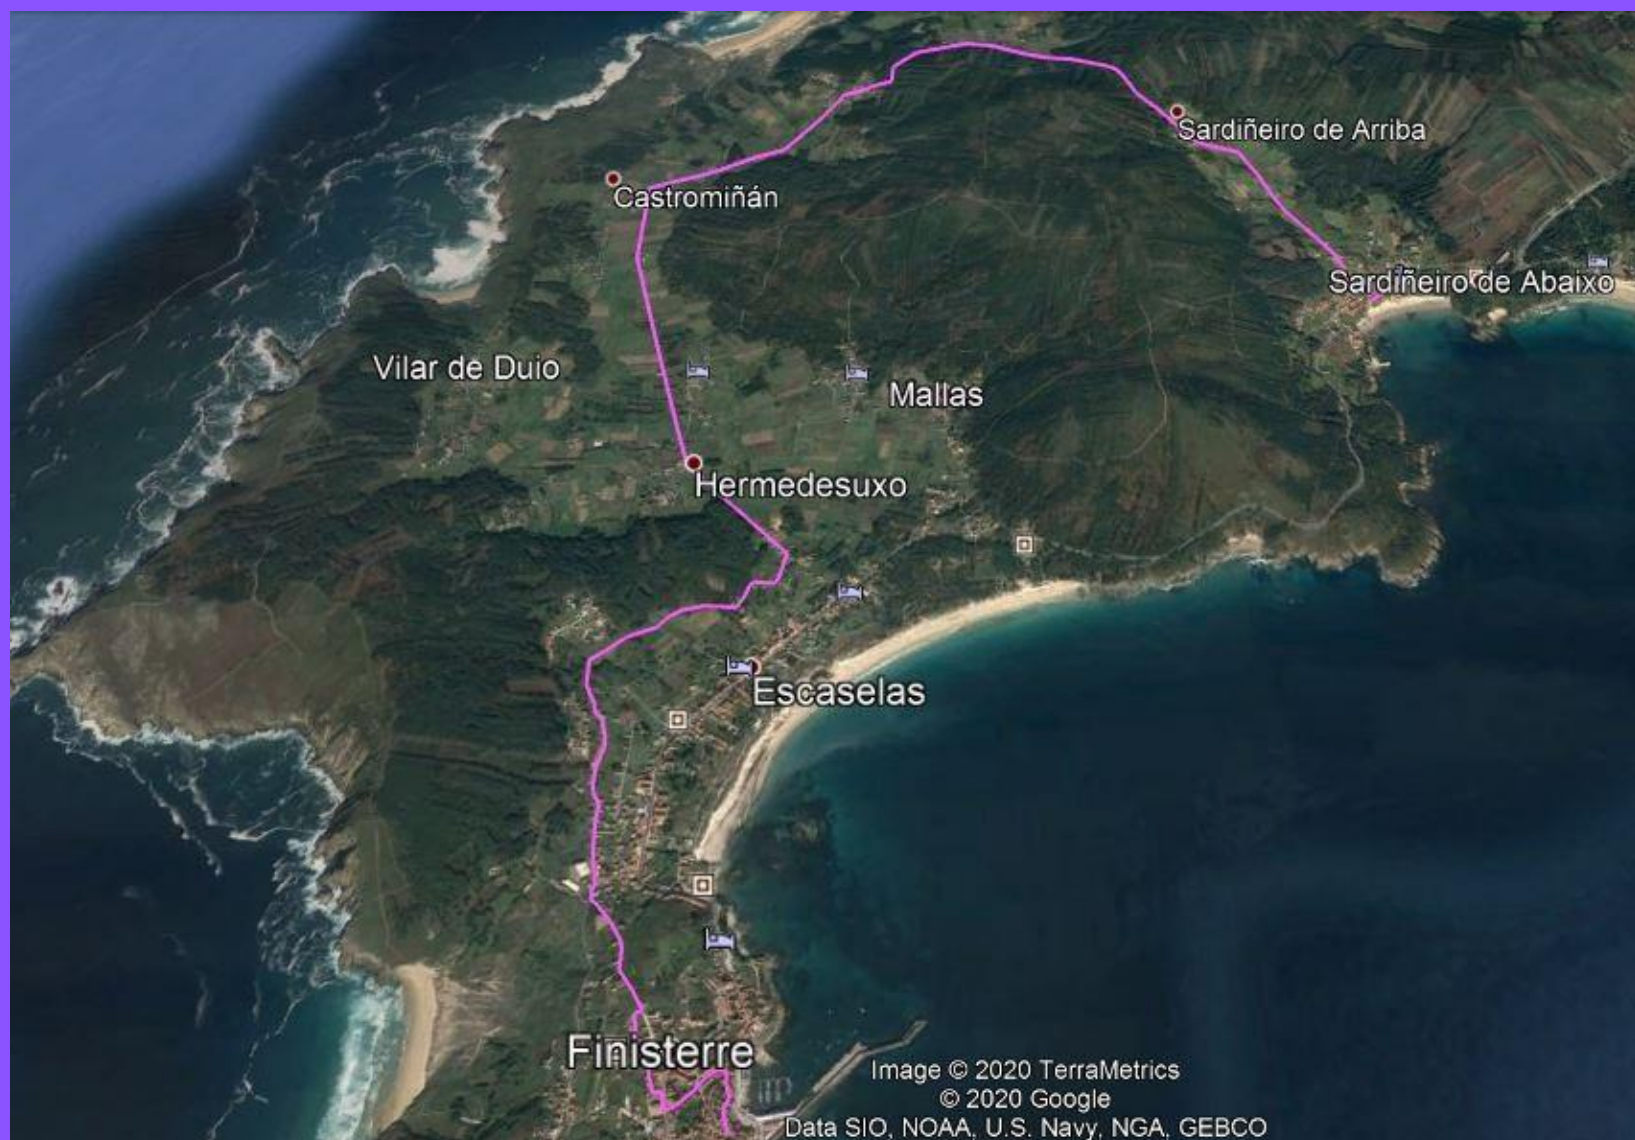 Sardiñeiro de Arriba
Castromiñán
Sardiñeiro de Abaixo
Vilar de Duio
Mallas
Hermedesuxo
Escaselas
Finisterre
Image © 2020 TerraMetrics
© 2020 Google
Data SIO, NOAA, U.S. Navy, NGA, GEBCO